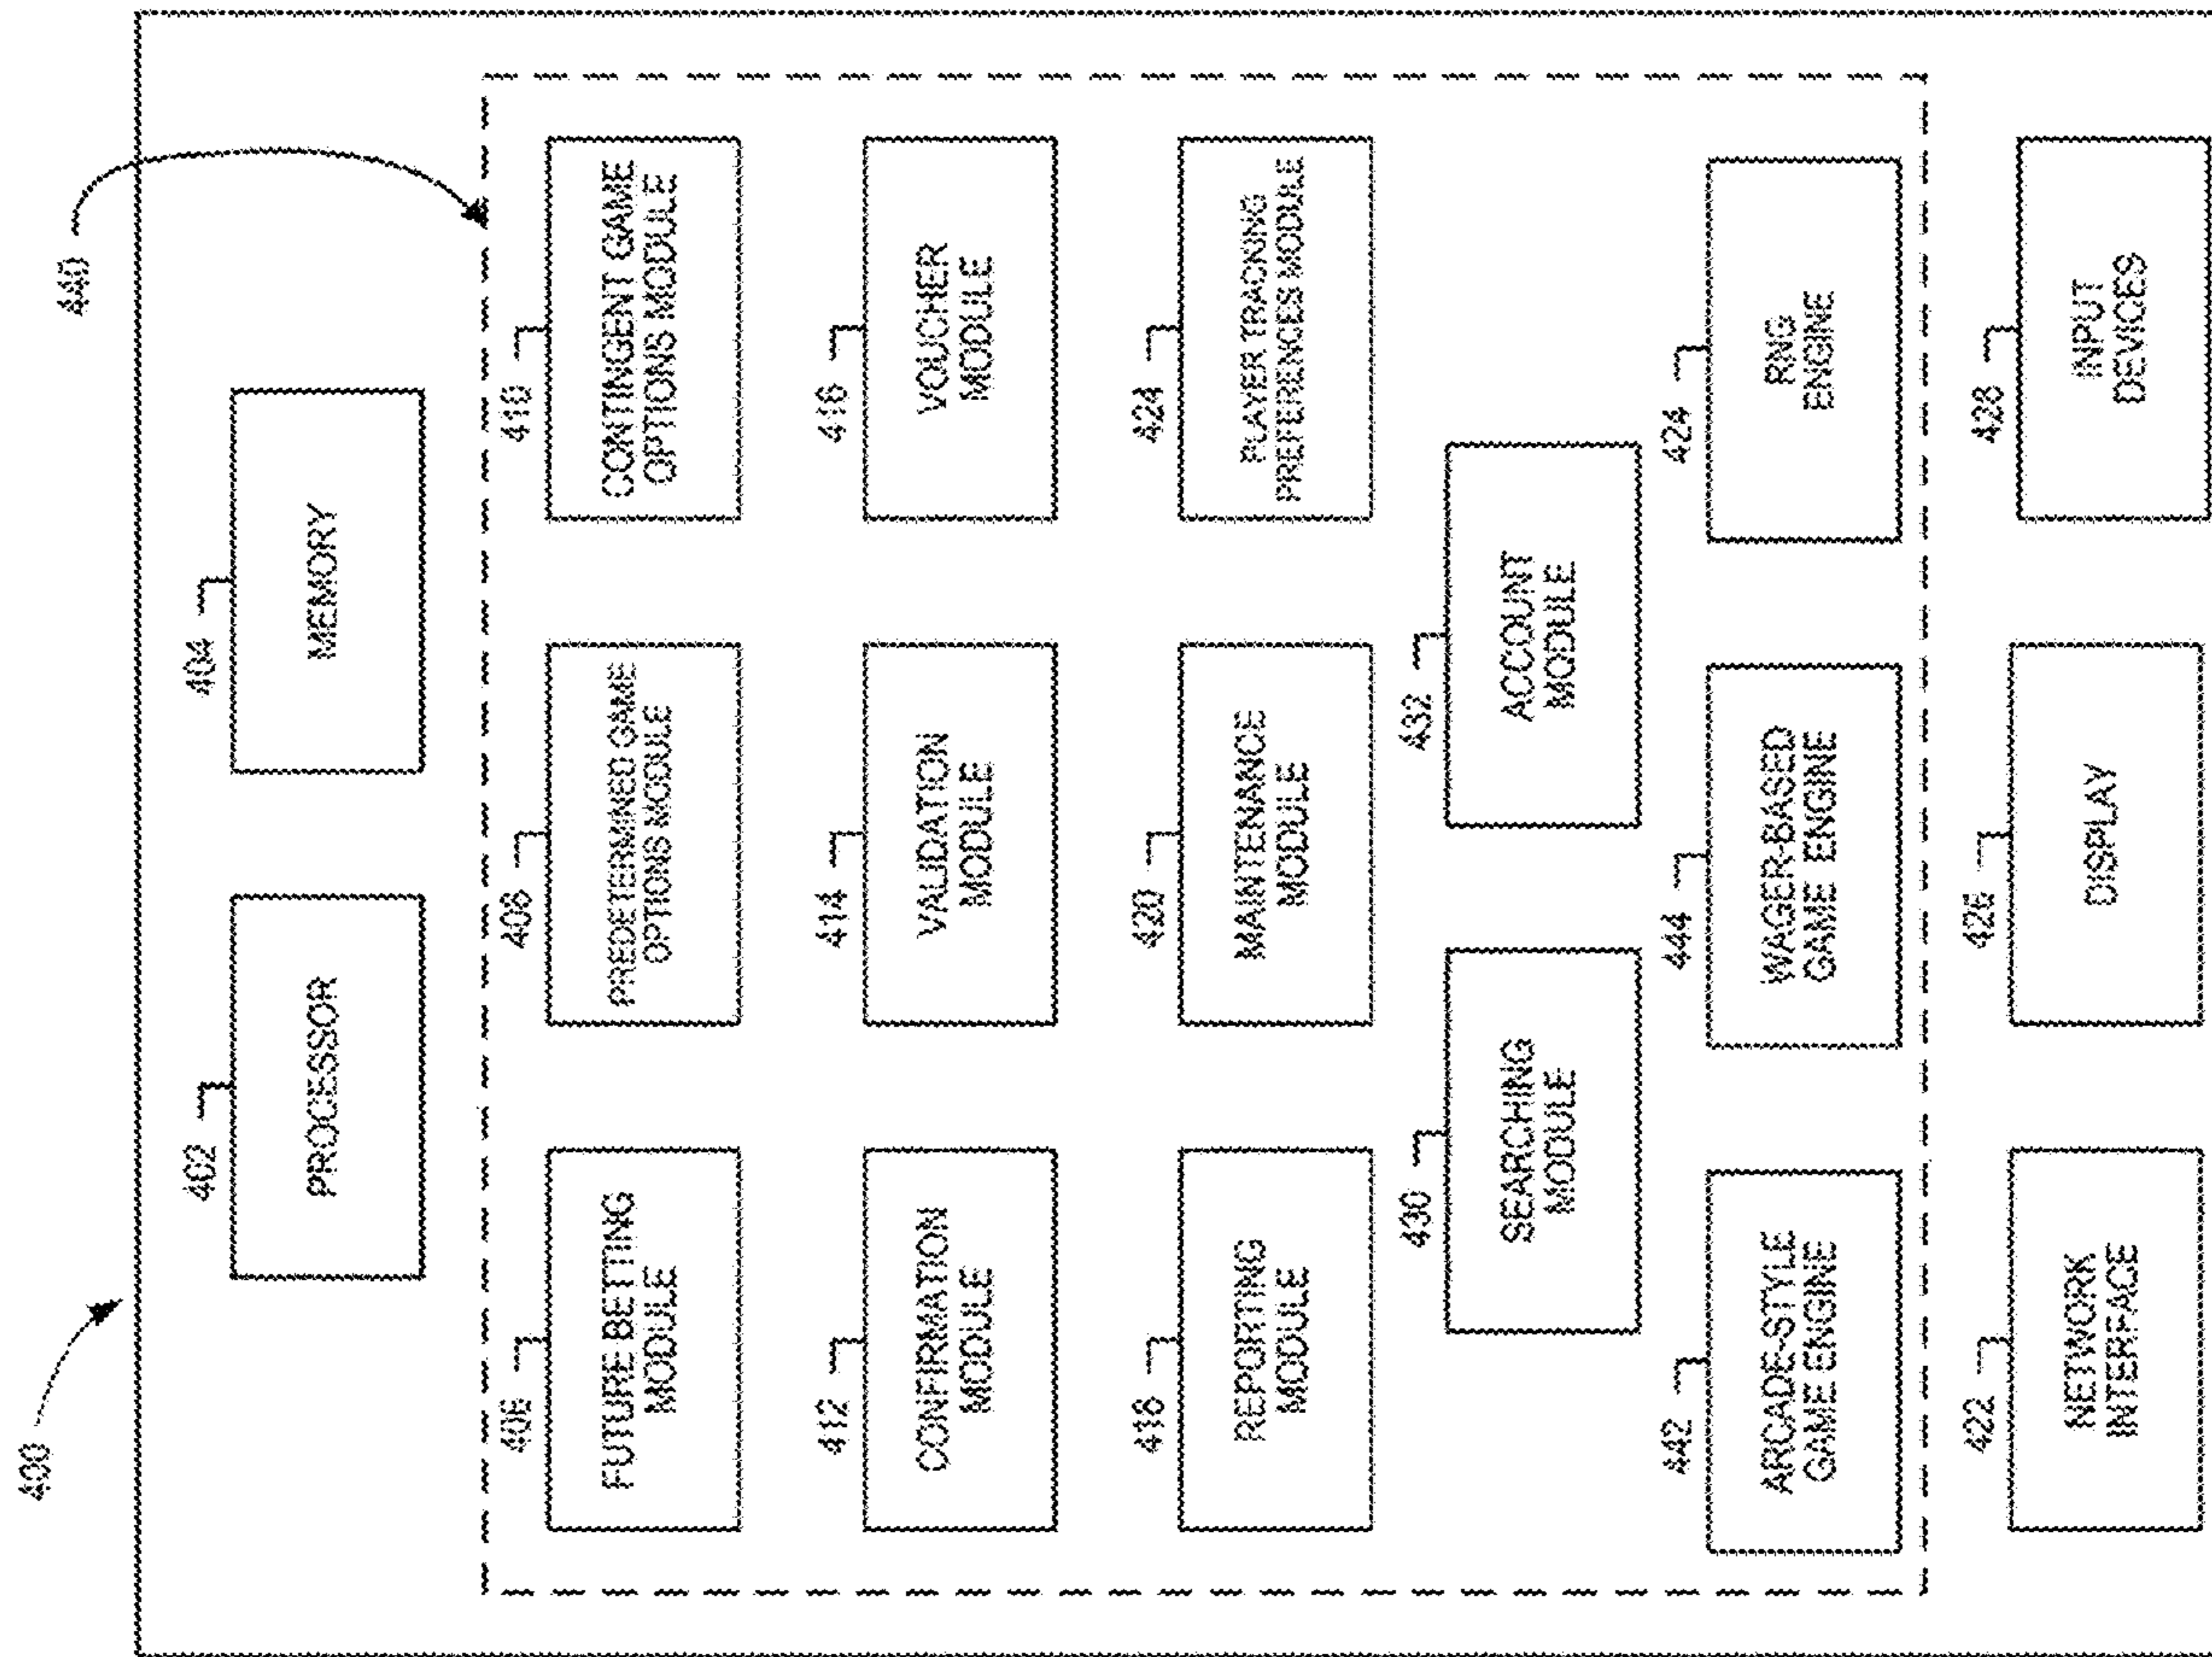 400
440
402
PROCESSOR
404
MEMORY
406
FUTURE BETTING
MODULE
408
PREDETERMINED GAME
OPTIONS MODULE
410
CONTINGENT GAME
OPTIONS MODULE
412
CONFIRMATION
MODULE
414
VALIDATION
MODULE
416
VOUCHER
MODULE
418
REPORTING
MODULE
420
MAINTENANCE
MODULE
424
PLAYER TRACKING
PREFERENCES MODULE
430
SEARCHING
MODULE
432
ACCOUNT
MODULE
442
ARCADE-STYLE
GAME ENGINE
444
WAGER-BASED
GAME ENGINE
424
RNG
ENGINE
422
NETWORK
INTERFACE
426
DISPLAY
428
INPUT
DEVICES